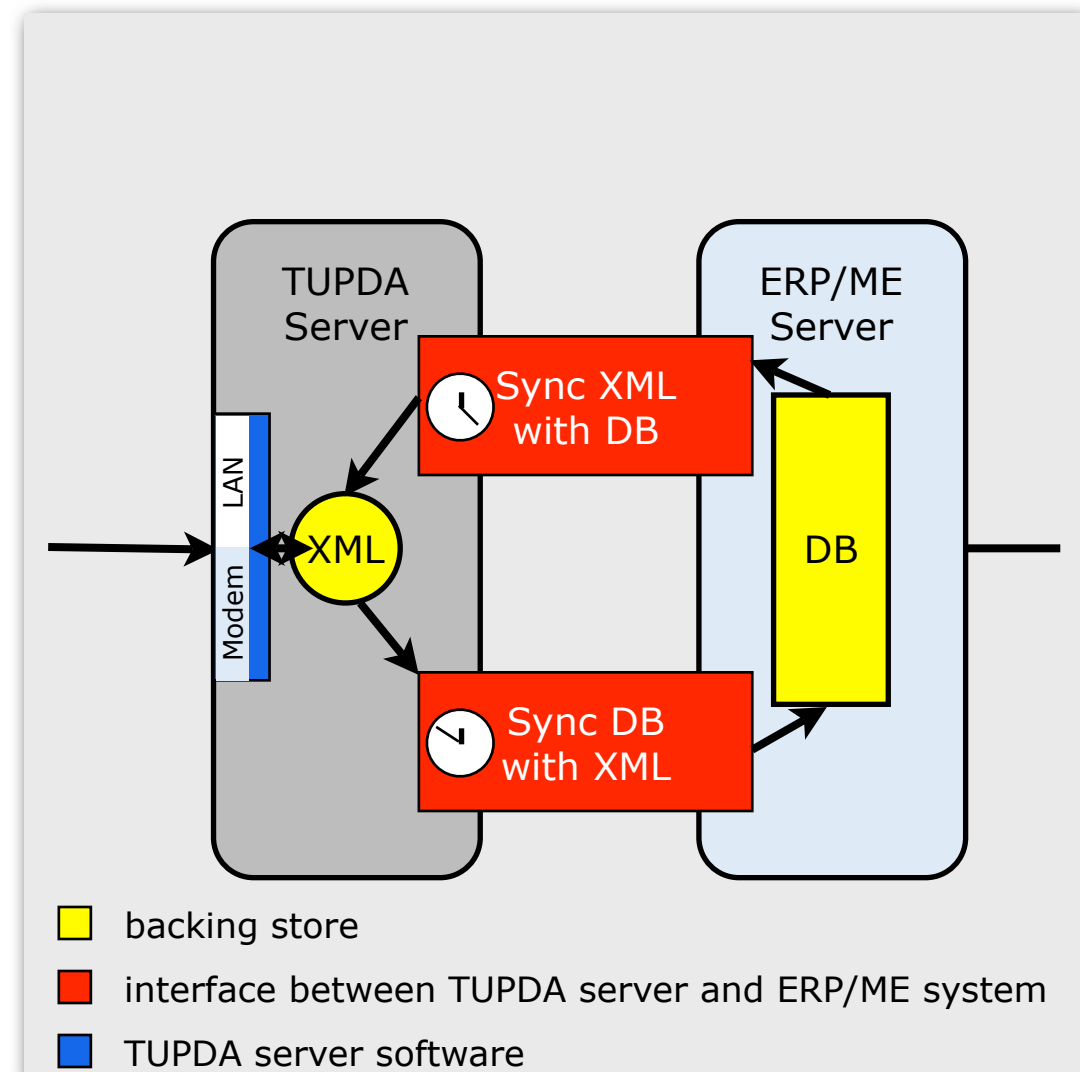 TUPDA
Server
ERP/ME
Server
Sync XML
with DB
LAN
Modem
XML
DB
Sync DB
with XML
backing store
interface between TUPDA server and ERP/ME system
TUPDA server software